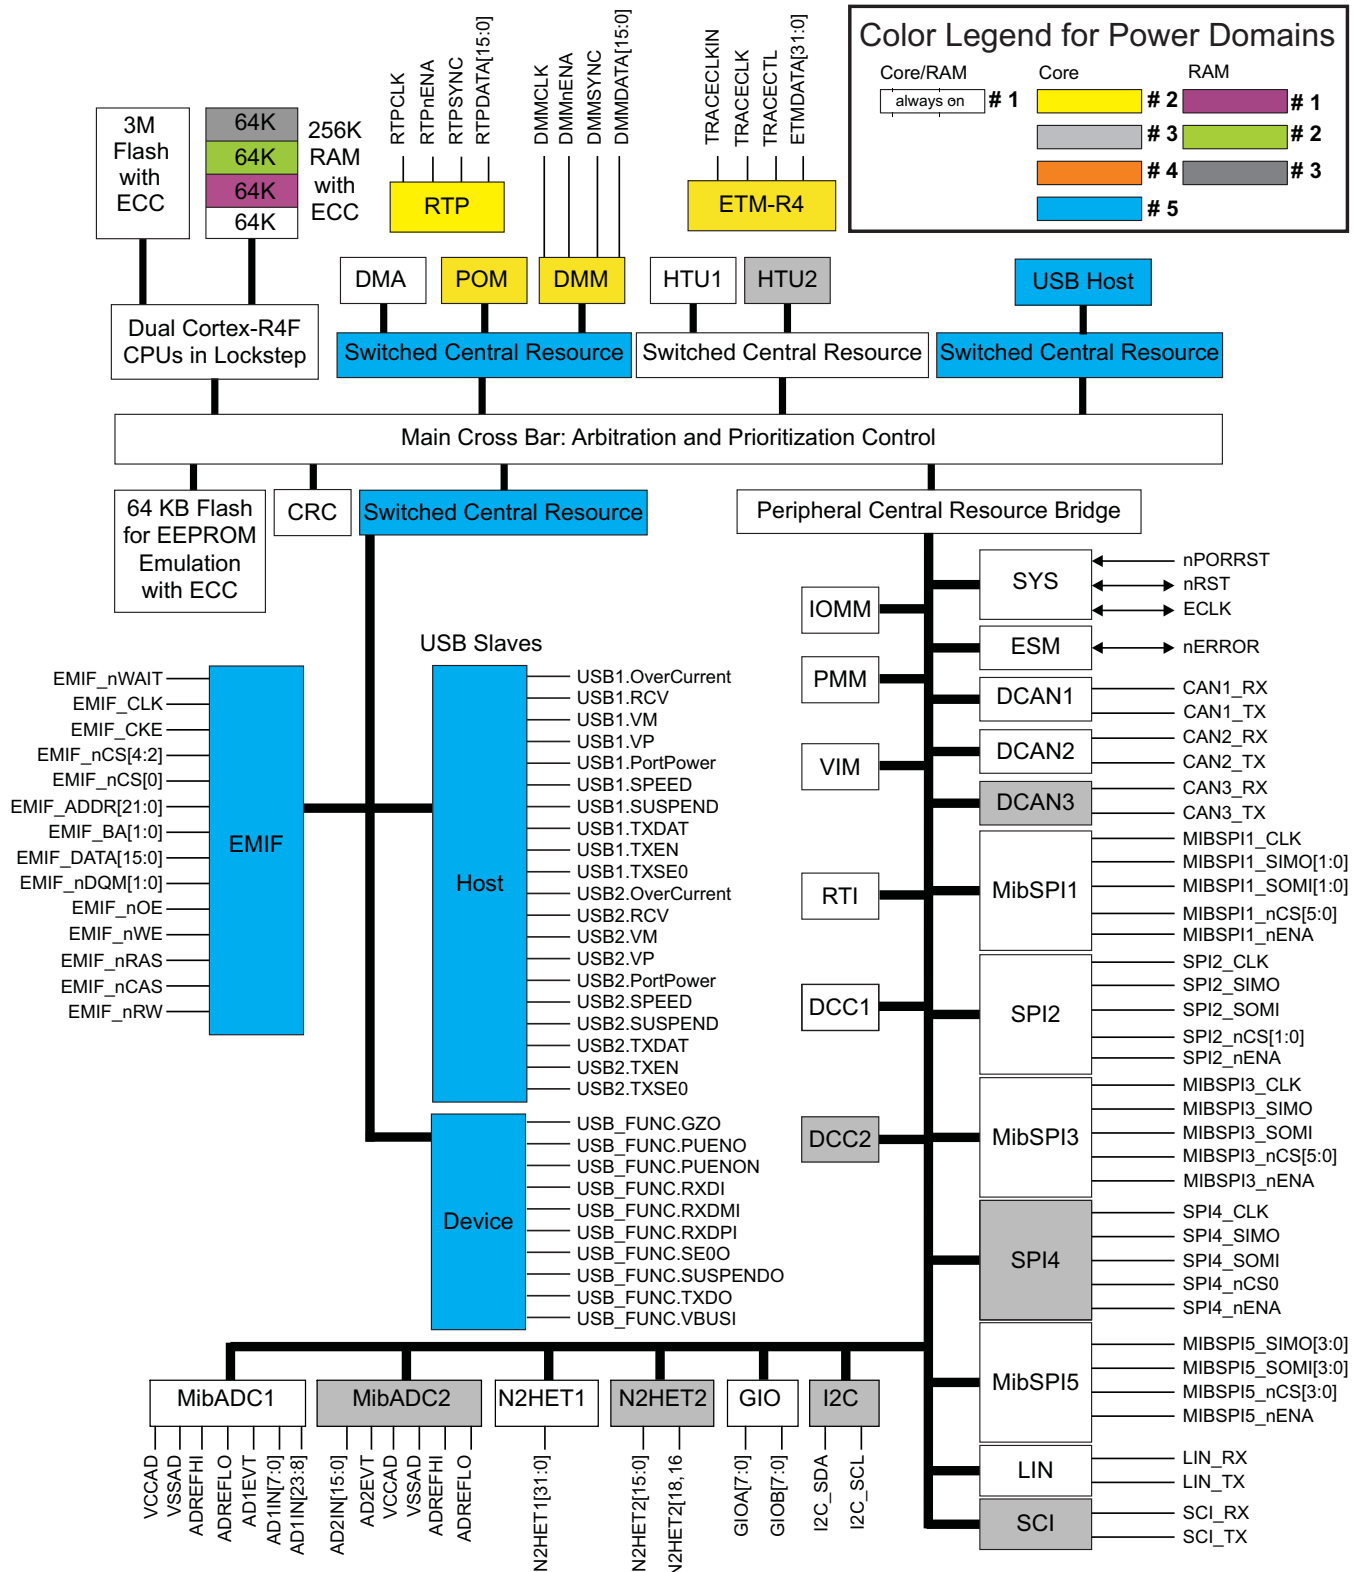 Color Legend for Power Domains
Core/RAM
Core
RAM
always on
# 1
# 2
# 1
# 3
# 2
# 4
# 3
# 5
3M
Flash
with
ECC
64K
64K
64K
64K
256K
RAM
with
ECC
RTPCLK
RTPnENA
RTPSYNC
RTPDATA[15:0]
RTP
DMMCLK
DMMnENA
DMMSYNC
DMMDATA[15:0]
TRACECLKIN
TRACECLK
TRACECTL
ETMDATA[31:0]
ETM-R4
DMA
POM
DMM
HTU1
HTU2
USB Host
Dual Cortex-R4F
CPUs in Lockstep
Switched Central Resource
Switched Central Resource
Switched Central Resource
Main Cross Bar: Arbitration and Prioritization Control
64 KB Flash
for EEPROM
Emulation
with ECC
CRC
Switched Central Resource
Peripheral Central Resource Bridge
USB Slaves
EMIF_nWAIT
EMIF_CLK
EMIF_CKE
EMIF_nCS[4:2]
EMIF_nCS[0]
EMIF_ADDR[21:0]
EMIF_BA[1:0]
EMIF_DATA[15:0]
EMIF_nDQM[1:0]
EMIF_nOE
EMIF_nWE
EMIF_nRAS
EMIF_nCAS
EMIF_nRW
EMIF
Host
USB1.OverCurrent
USB1.RCV
USB1.VM
USB1.VP
USB1.PortPower
USB1.SPEED
USB1.SUSPEND
USB1.TXDAT
USB1.TXEN
USB1.TXSE0
USB2.OverCurrent
USB2.RCV
USB2.VM
USB2.VP
USB2.PortPower
USB2.SPEED
USB2.SUSPEND
USB2.TXDAT
USB2.TXEN
USB2.TXSE0
Device
USB_FUNC.GZO
USB_FUNC.PUENO
USB_FUNC.PUENON
USB_FUNC.RXDI
USB_FUNC.RXDMI
USB_FUNC.RXDPI
USB_FUNC.SE0O
USB_FUNC.SUSPENDO
USB_FUNC.TXDO
USB_FUNC.VBUSI
IOMM
PMM
VIM
RTI
DCC1
DCC2
SYS
nPORRST
nRST
ECLK
ESM
nERROR
DCAN1
CAN1_RX
CAN1_TX
DCAN2
CAN2_RX
CAN2_TX
DCAN3
CAN3_RX
CAN3_TX
MibSPI1
MIBSPI1_CLK
MIBSPI1_SIMO[1:0]
MIBSPI1_SOMI[1:0]
MIBSPI1_nCS[5:0]
MIBSPI1_nENA
SPI2
SPI2_CLK
SPI2_SIMO
SPI2_SOMI
SPI2_nCS[1:0]
SPI2_nENA
MibSPI3
MIBSPI3_CLK
MIBSPI3_SIMO
MIBSPI3_SOMI
MIBSPI3_nCS[5:0]
MIBSPI3_nENA
SPI4
SPI4_CLK
SPI4_SIMO
SPI4_SOMI
SPI4_nCS0
SPI4_nENA
MibSPI5
MIBSPI5_SIMO[3:0]
MIBSPI5_SOMI[3:0]
MIBSPI5_nCS[3:0]
MIBSPI5_nENA
LIN
LIN_RX
LIN_TX
SCI
SCI_RX
SCI_TX
MibADC1
MibADC2
N2HET1
N2HET2
GIO
I2C
VCCAD
VSSAD
ADREFHI
ADREFLO
AD1EVT
AD1IN[7:0]
AD1IN[23:8]
AD2IN[15:0]
AD2EVT
VCCAD
VSSAD
ADREFHI
ADREFLO
N2HET1[31:0]
N2HET2[15:0]
N2HET2[18,16
GIOA[7:0]
GIOB[7:0]
I2C_SDA
I2C_SCL